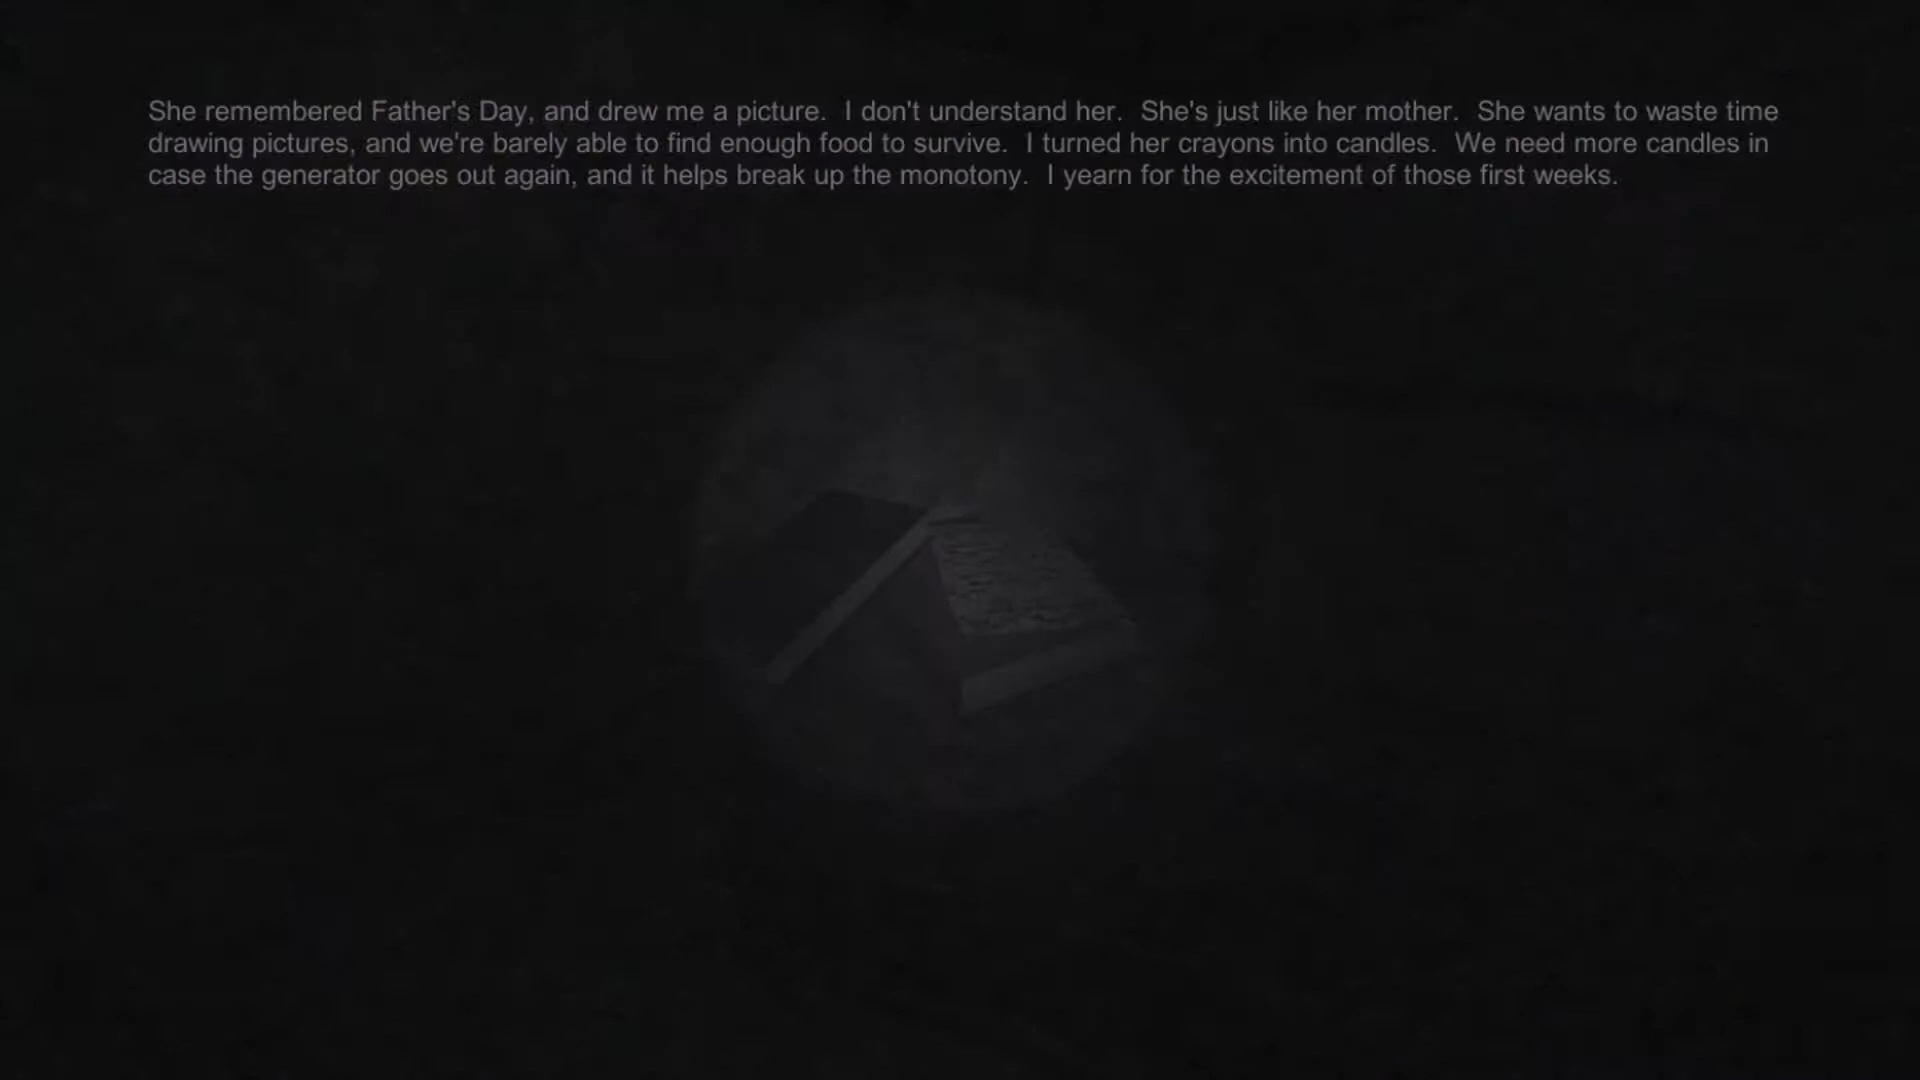 She remembered Father's Day, and drew me a picture.  I don't understand her.  She's just like her mother.  She wants to waste time
drawing pictures, and we're barely able to find enough food to survive.  I turned her crayons into candles.  We need more candles in
case the generator goes out again, and it helps break up the monotony.  I yearn for the excitement of those first weeks.